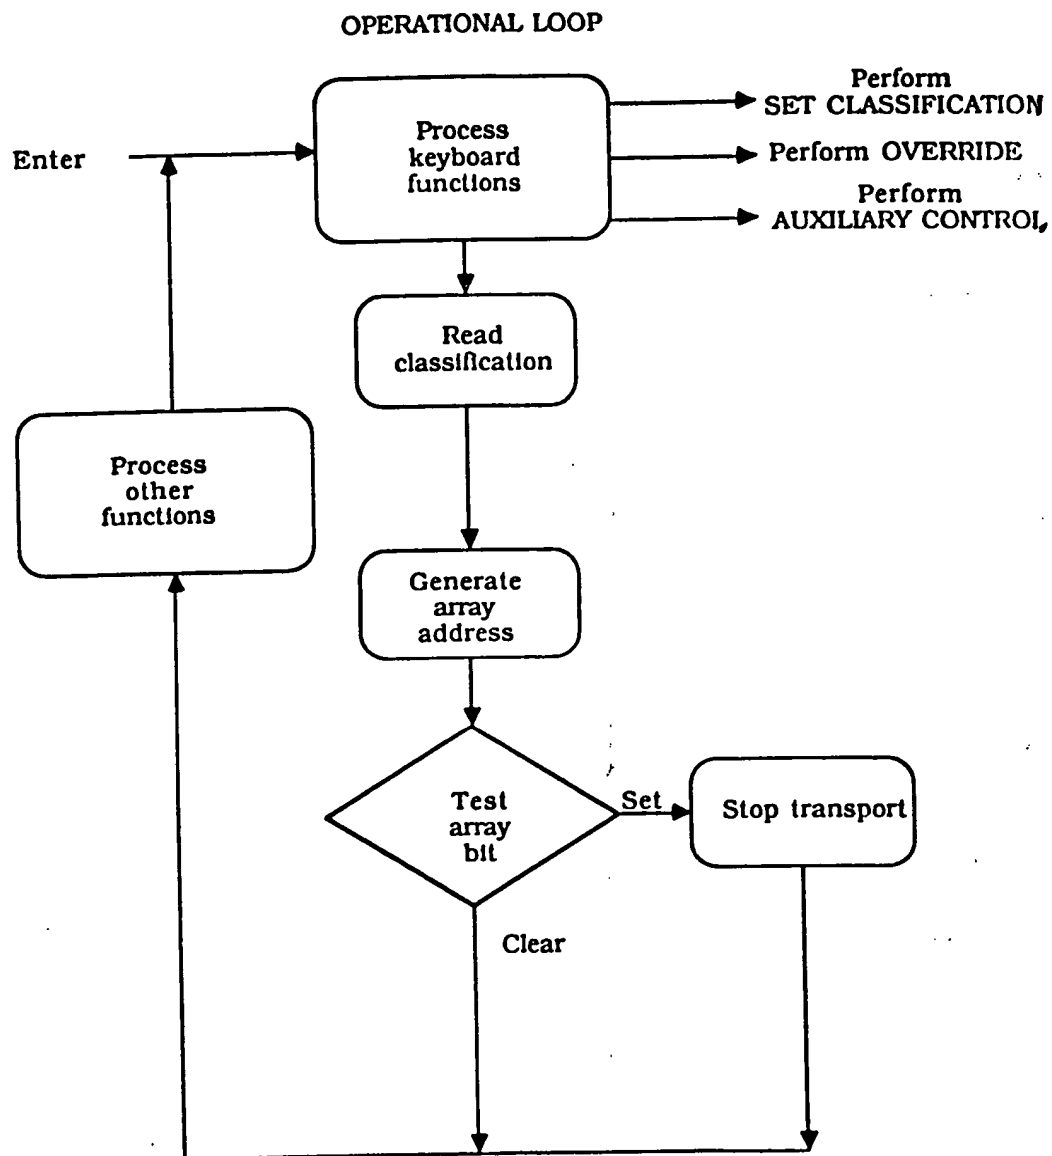 OPERATIONAL LOOP
Enter
Process
keyboard
functions
Perform
SET CLASSIFICATION
Perform OVERRIDE
Perform
AUXILIARY CONTROL
Read
classification
Process
other
functions
Generate
array
address
Test
array
bit
Set
Stop transport
Clear